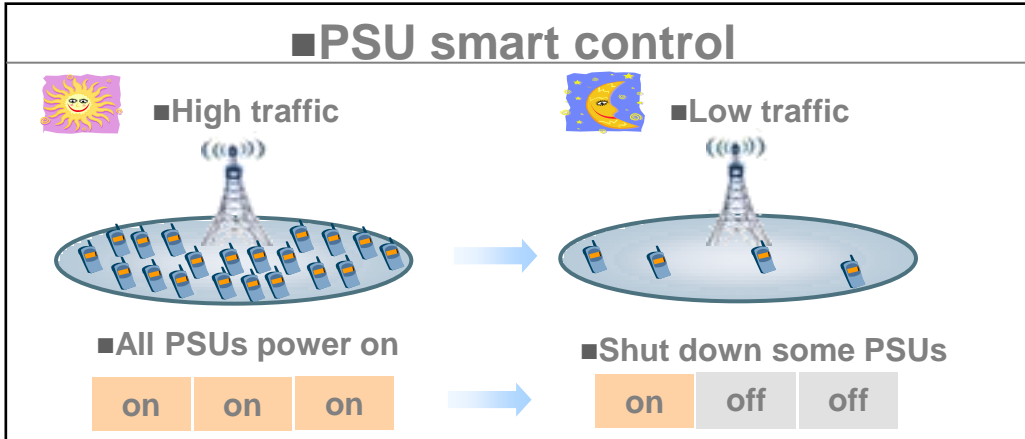 ■PSU smart control
■High traffic
■Low traffic
■All PSUs power on
■Shut down some PSUs
on on on
on off off